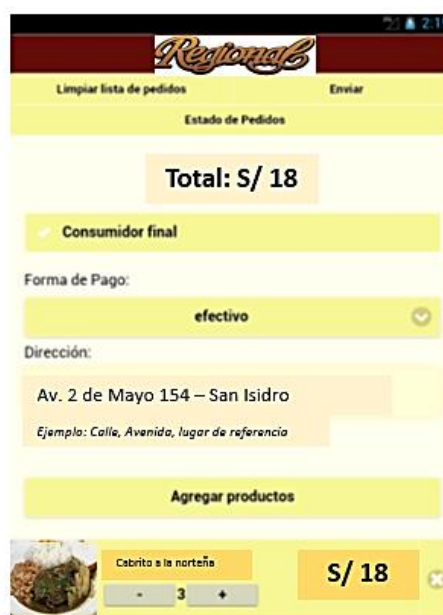 2:1
Regional
Limpiar lista de pedidos Enviar
Estado de Pedidos
Total: S/ 18
Consumidor final
Forma de Pago:
efectivo
Dirección:
Av. 2 de Mayo 154 – San Isidro
Ejemplo: Calle, Avenida, lugar de referencia
Agregar productos
Cabrito a la norteña
- 3 +
S/ 18